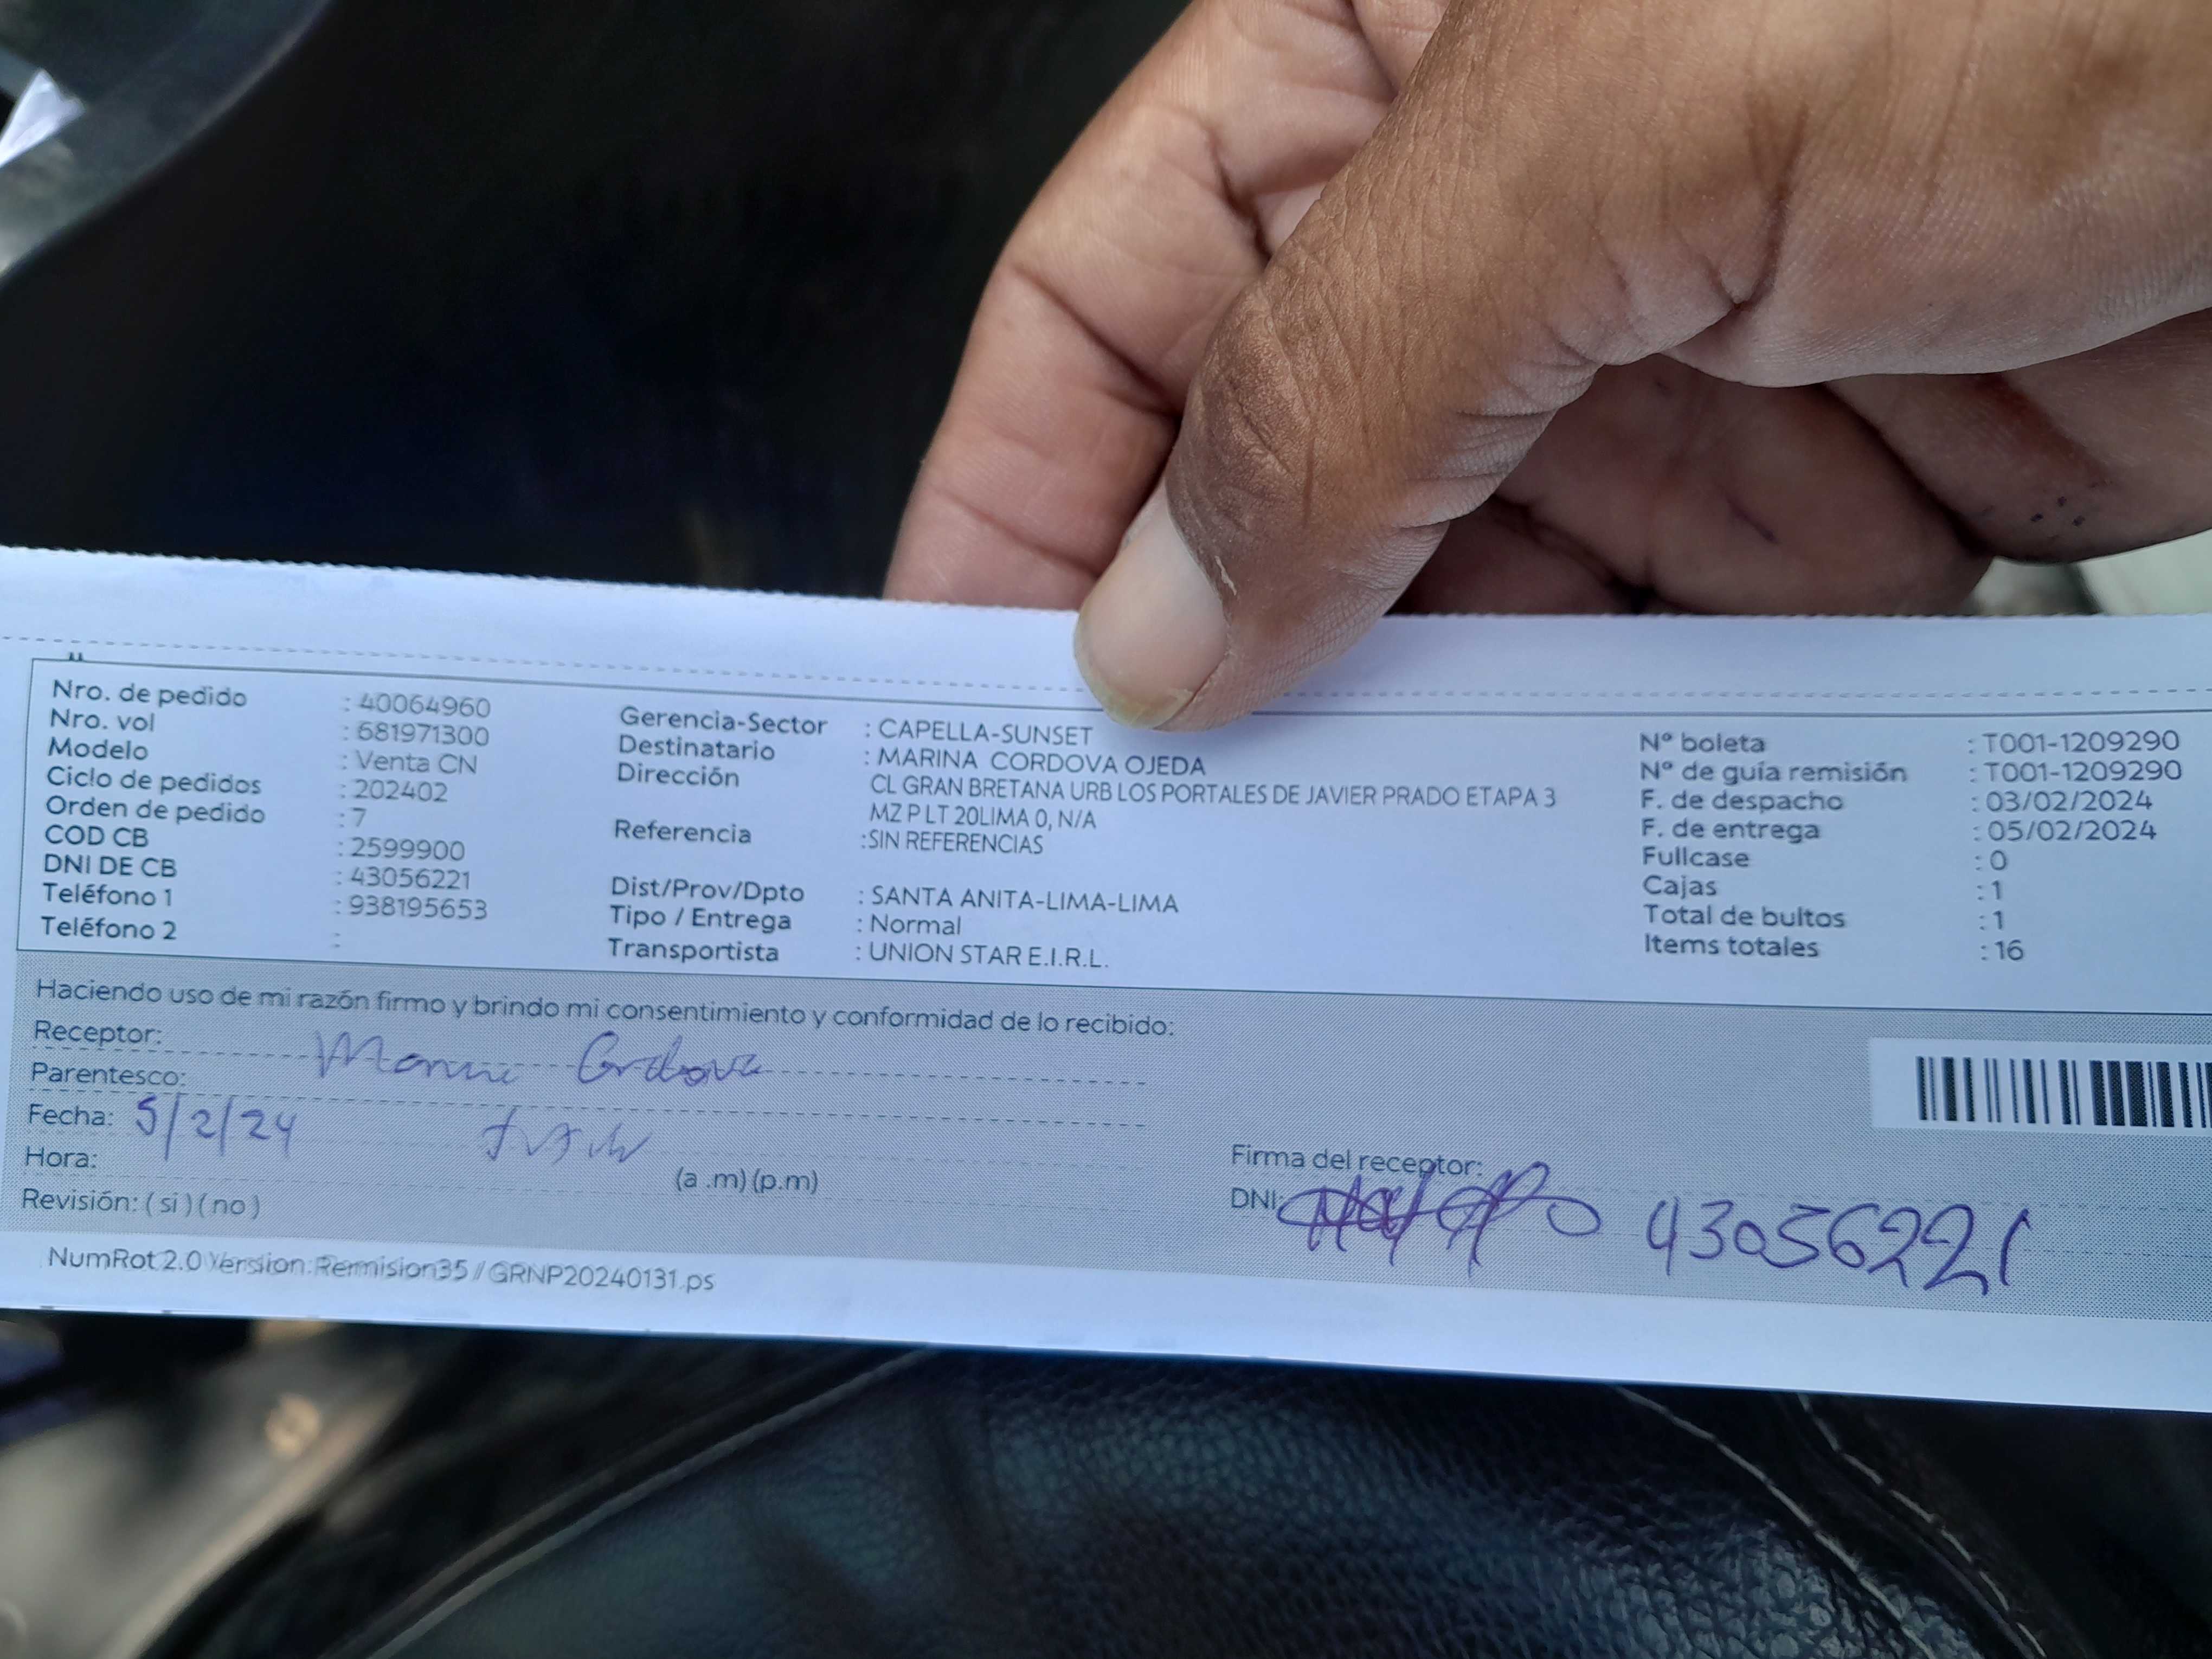 Nro. de pedido : 40064960
Nro. vol : 681971300
Modelo : Venta CN
Ciclo de pedidos : 202402
Orden de pedido : 7
COD CB : 2599900
DNI DE CB : 43056221
Teléfono 1 : 938195653
Teléfono 2 :
Gerencia-Sector : CAPELLA-SUNSET
Destinatario : MARINA CORDOVA OJEDA
Dirección CL GRAN BRETANA URB LOS PORTALES DE JAVIER PRADO ETAPA 3
MZ P LT 20LIMA 0, N/A
Referencia :SIN REFERENCIAS
Dist/Prov/Dpto : SANTA ANITA-LIMA-LIMA
Tipo / Entrega : Normal
Transportista : UNION STAR E.I.R.L.
N° boleta : T001-1209290
N° de guía remisión : T001-1209290
F. de despacho : 03/02/2024
F. de entrega : 05/02/2024
Fullcase : 0
Cajas : 1
Total de bultos : 1
Items totales : 16
Haciendo uso de mi razón firmo y brindo mi consentimiento y conformidad de lo recibido:
Receptor: Cordova
Parentesco:
Fecha: 5/2/24
Hora: (a .m) (p.m)
Revisión: ( si ) ( no )
Firma del receptor:
DNI: 43056221
NumRot 2.0 Version: Remision35 / GRNP20240131.ps